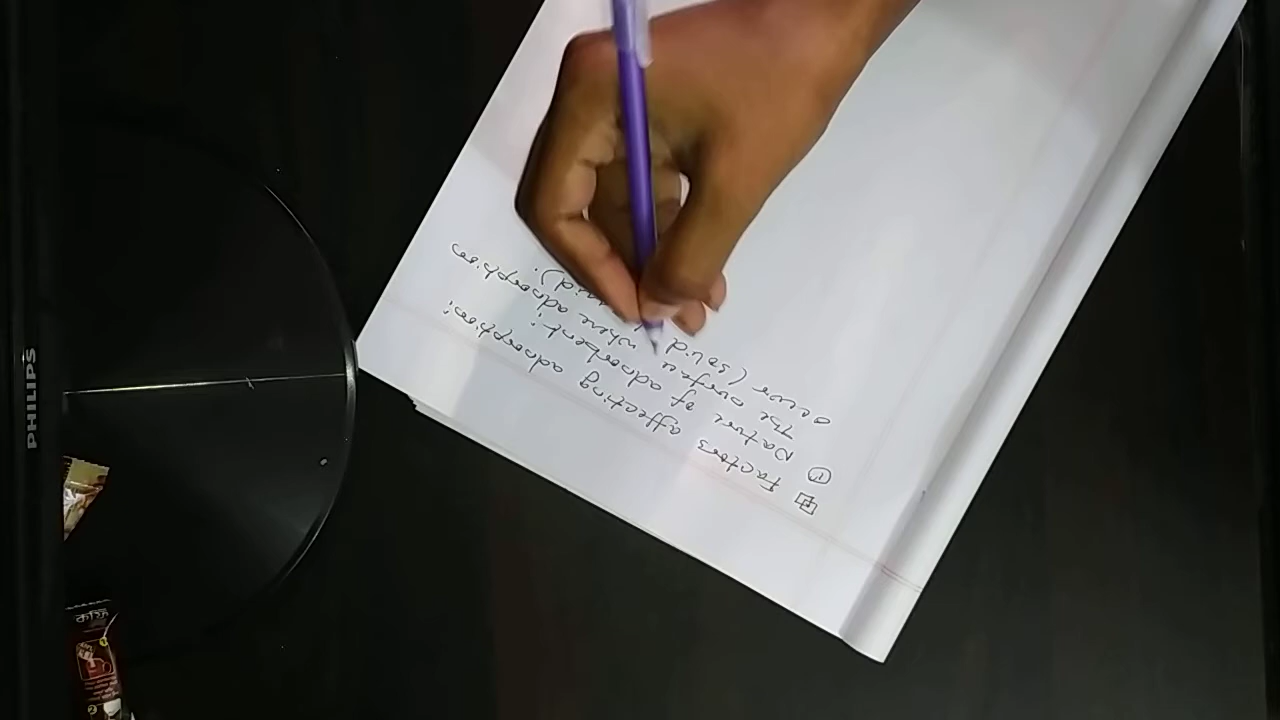 Factors affecting adsorption:
① Nature of adsorbent:
The surface where adsorption
occur (solid
PHILIPS